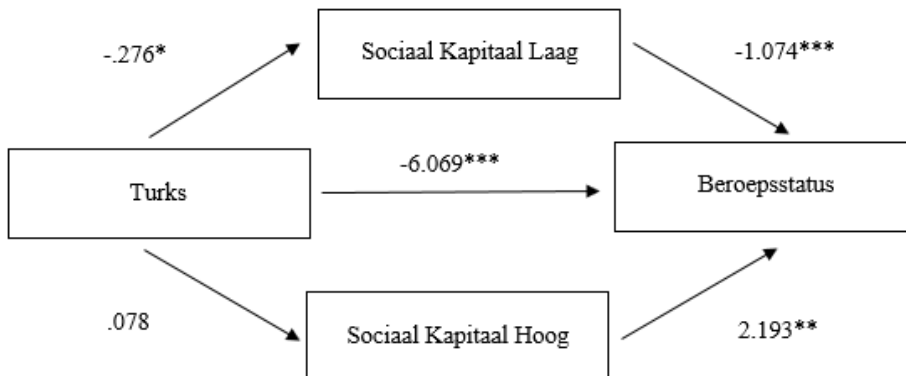 -.276*
Sociaal Kapitaal Laag
-1.074***
-6.069***
Turks
Beroepsstatus
.078
Sociaal Kapitaal Hoog
2.193**